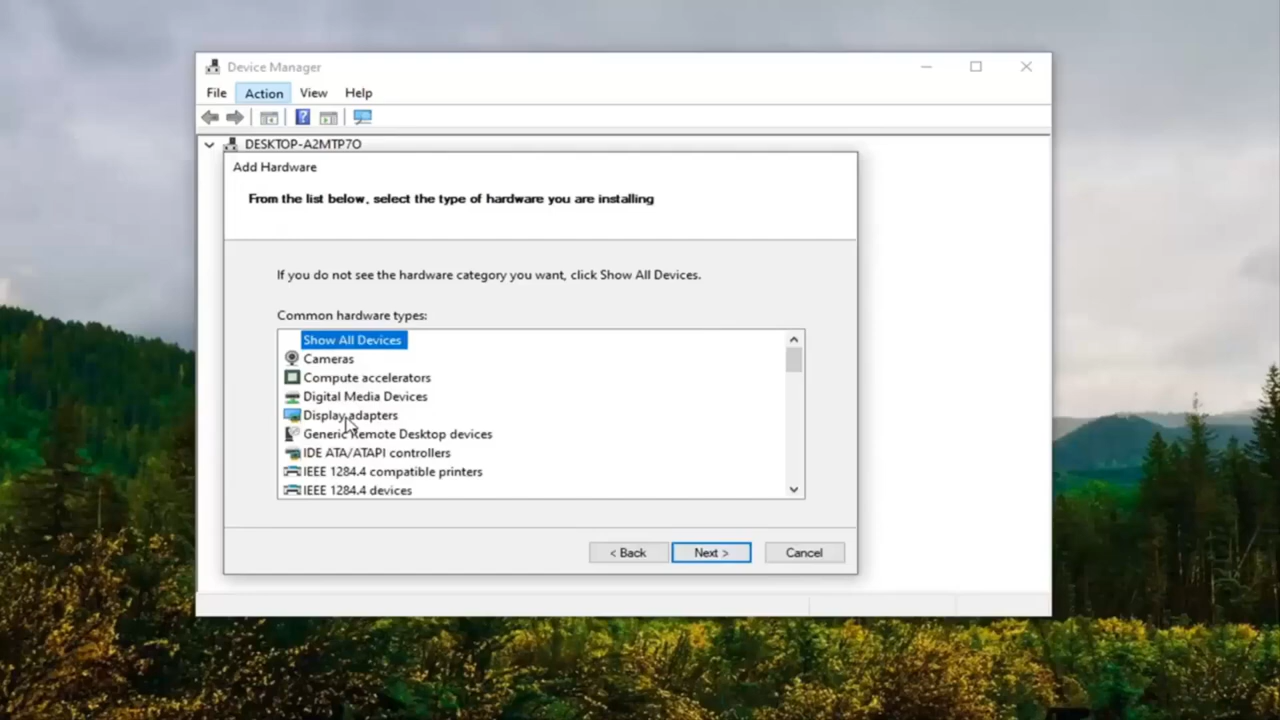 Device Manager
File Action View Help
DESKTOP-A2MTP7O
Add Hardware
From the list below, select the type of hardware you are installing
If you do not see the hardware category you want, click Show All Devices.
Common hardware types:
Show All Devices
Cameras
Compute accelerators
Digital Media Devices
Display adapters
Generic Remote Desktop devices
IDE ATA/ATAPI controllers
IEEE 1284.4 compatible printers
IEEE 1284.4 devices
< Back Next > Cancel